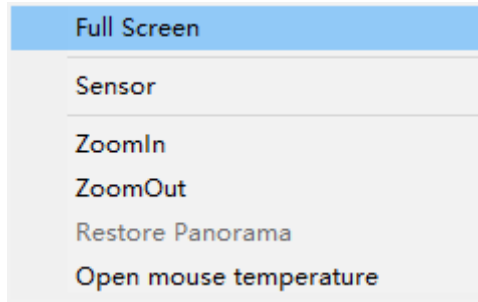 Full Screen
Sensor
ZoomIn
ZoomOut
Restore Panorama
Open mouse temperature